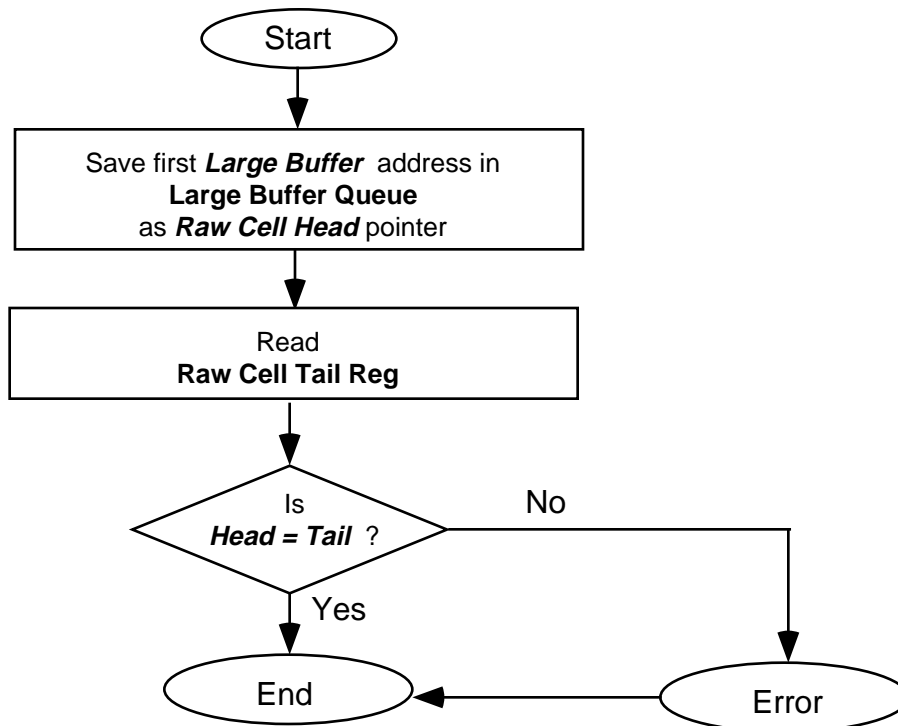 Start
Save first Large Buffer address in
Large Buffer Queue
as Raw Cell Head pointer
Read
Raw Cell Tail Reg
Is
Head = Tail ?
No
Yes
End
Error